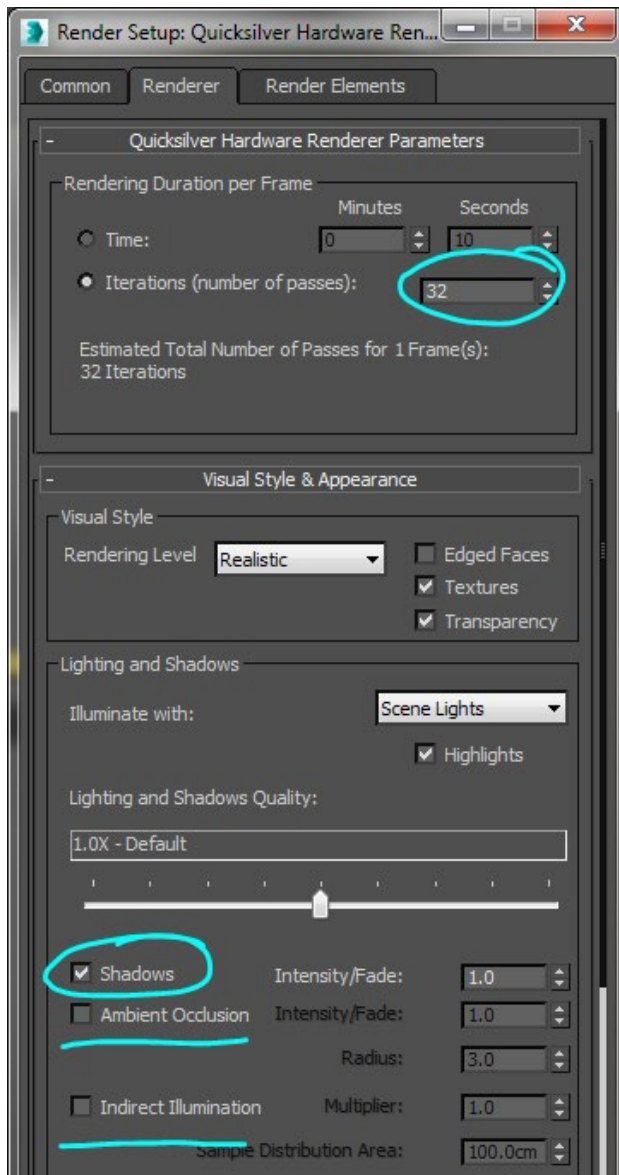 Render Setup: Quicksilver Hardware Ren...
Common Renderer Render Elements
- Quicksilver Hardware Renderer Parameters
Rendering Duration per Frame
Minutes Seconds
Time: 0 10
Iterations (number of passes): 32
Estimated Total Number of Passes for 1 Frame(s):
32 Iterations
- Visual Style & Appearance
Visual Style
Rendering Level Realistic Edged Faces
Textures
Transparency
Lighting and Shadows
Illuminate with: Scene Lights
Highlights
Lighting and Shadows Quality:
1.0X - Default
Shadows Intensity/Fade: 1.0
Ambient Occlusion Intensity/Fade: 1.0
Radius: 3.0
Indirect Illumination Multiplier: 1.0
Sample Distribution Area: 100.0cm